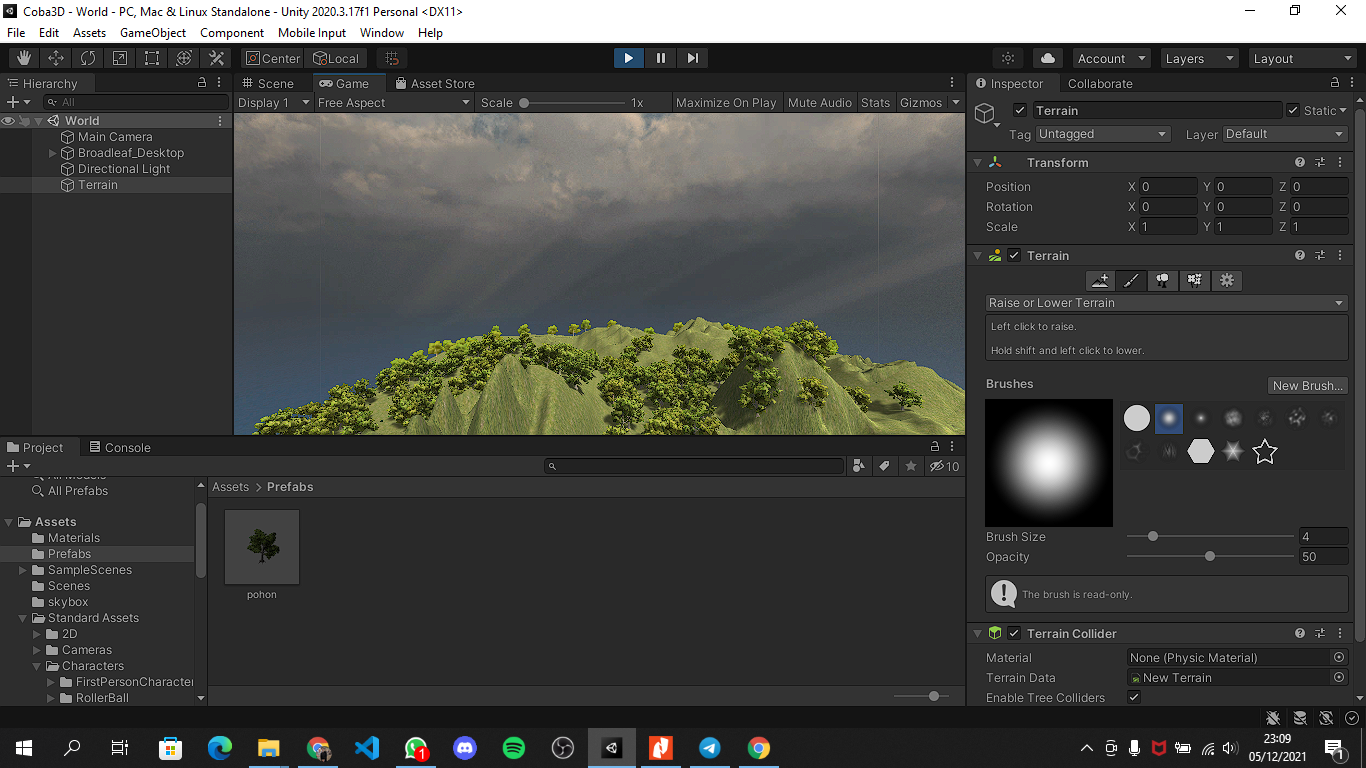 Coba3D - World - PC, Mac & Linux Standalone - Unity 2020.3.17f1 Personal <DX11>
File Edit Assets GameObject Component Mobile Input Window Help
Center Local Account Layers Layout
Hierarchy
All
World
Main Camera
Broadleaf_Desktop
Directional Light
Terrain
Scene Game Asset Store
Display 1 Free Aspect Scale 1x Maximize On Play Mute Audio Stats Gizmos
Inspector Collaborate
Terrain Static
Tag Untagged Layer Default
Transform
Position X 0 Y 0 Z 0
Rotation X 0 Y 0 Z 0
Scale X 1 Y 1 Z 1
Terrain
Raise or Lower Terrain
Left click to raise.
Hold shift and left click to lower.
Brushes New Brush...
Brush Size 4
Opacity 50
The brush is read-only.
Terrain Collider
Material None (Physic Material)
Terrain Data New Terrain
Enable Tree Colliders
Project Console
10
All Models
All Prefabs
Assets
Materials
Prefabs
SampleScenes
Scenes
skybox
Standard Assets
2D
Cameras
Characters
FirstPersonCharacter
RollerBall
Assets > Prefabs
pohon
1
23:09
05/12/2021
1